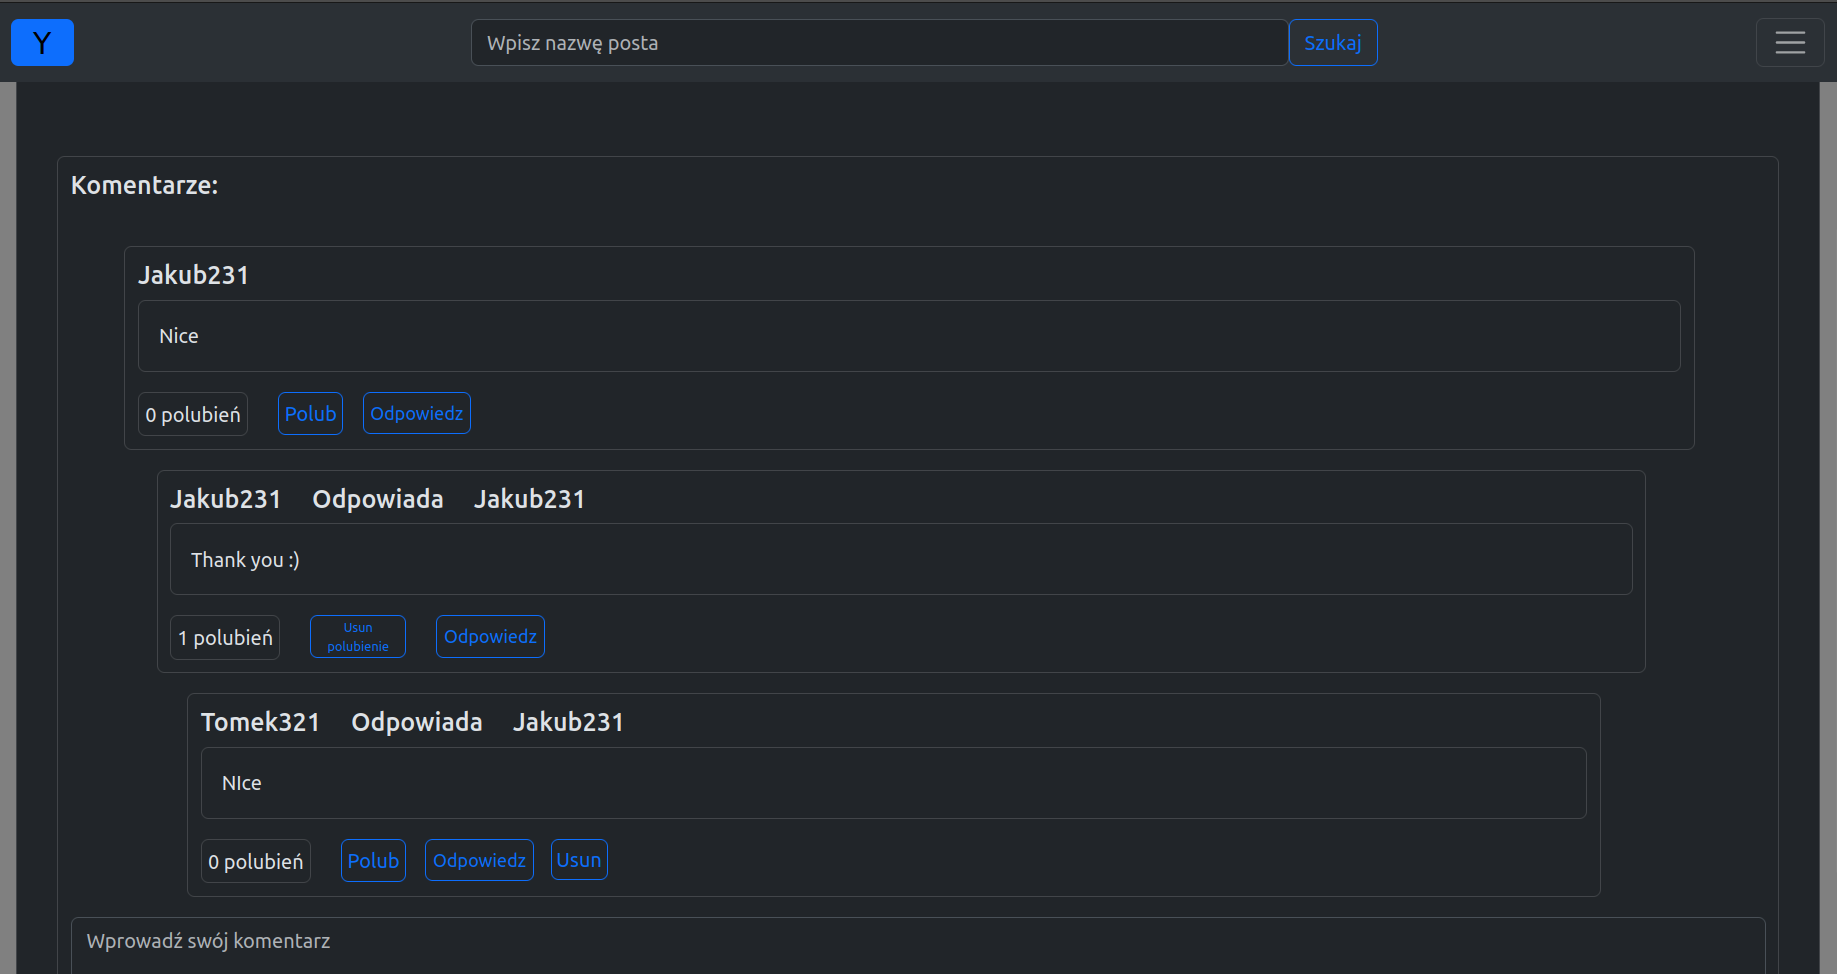 Y
Wpisz nazwę posta
Szukaj
Komentarze:
Jakub231
Nice
0 polubień Polub Odpowiedz
Jakub231 Odpowiada Jakub231
Thank you :)
1 polubień Usun polubienie Odpowiedz
Tomek321 Odpowiada Jakub231
NIce
0 polubień Polub Odpowiedz Usun
Wprowadź swój komentarz